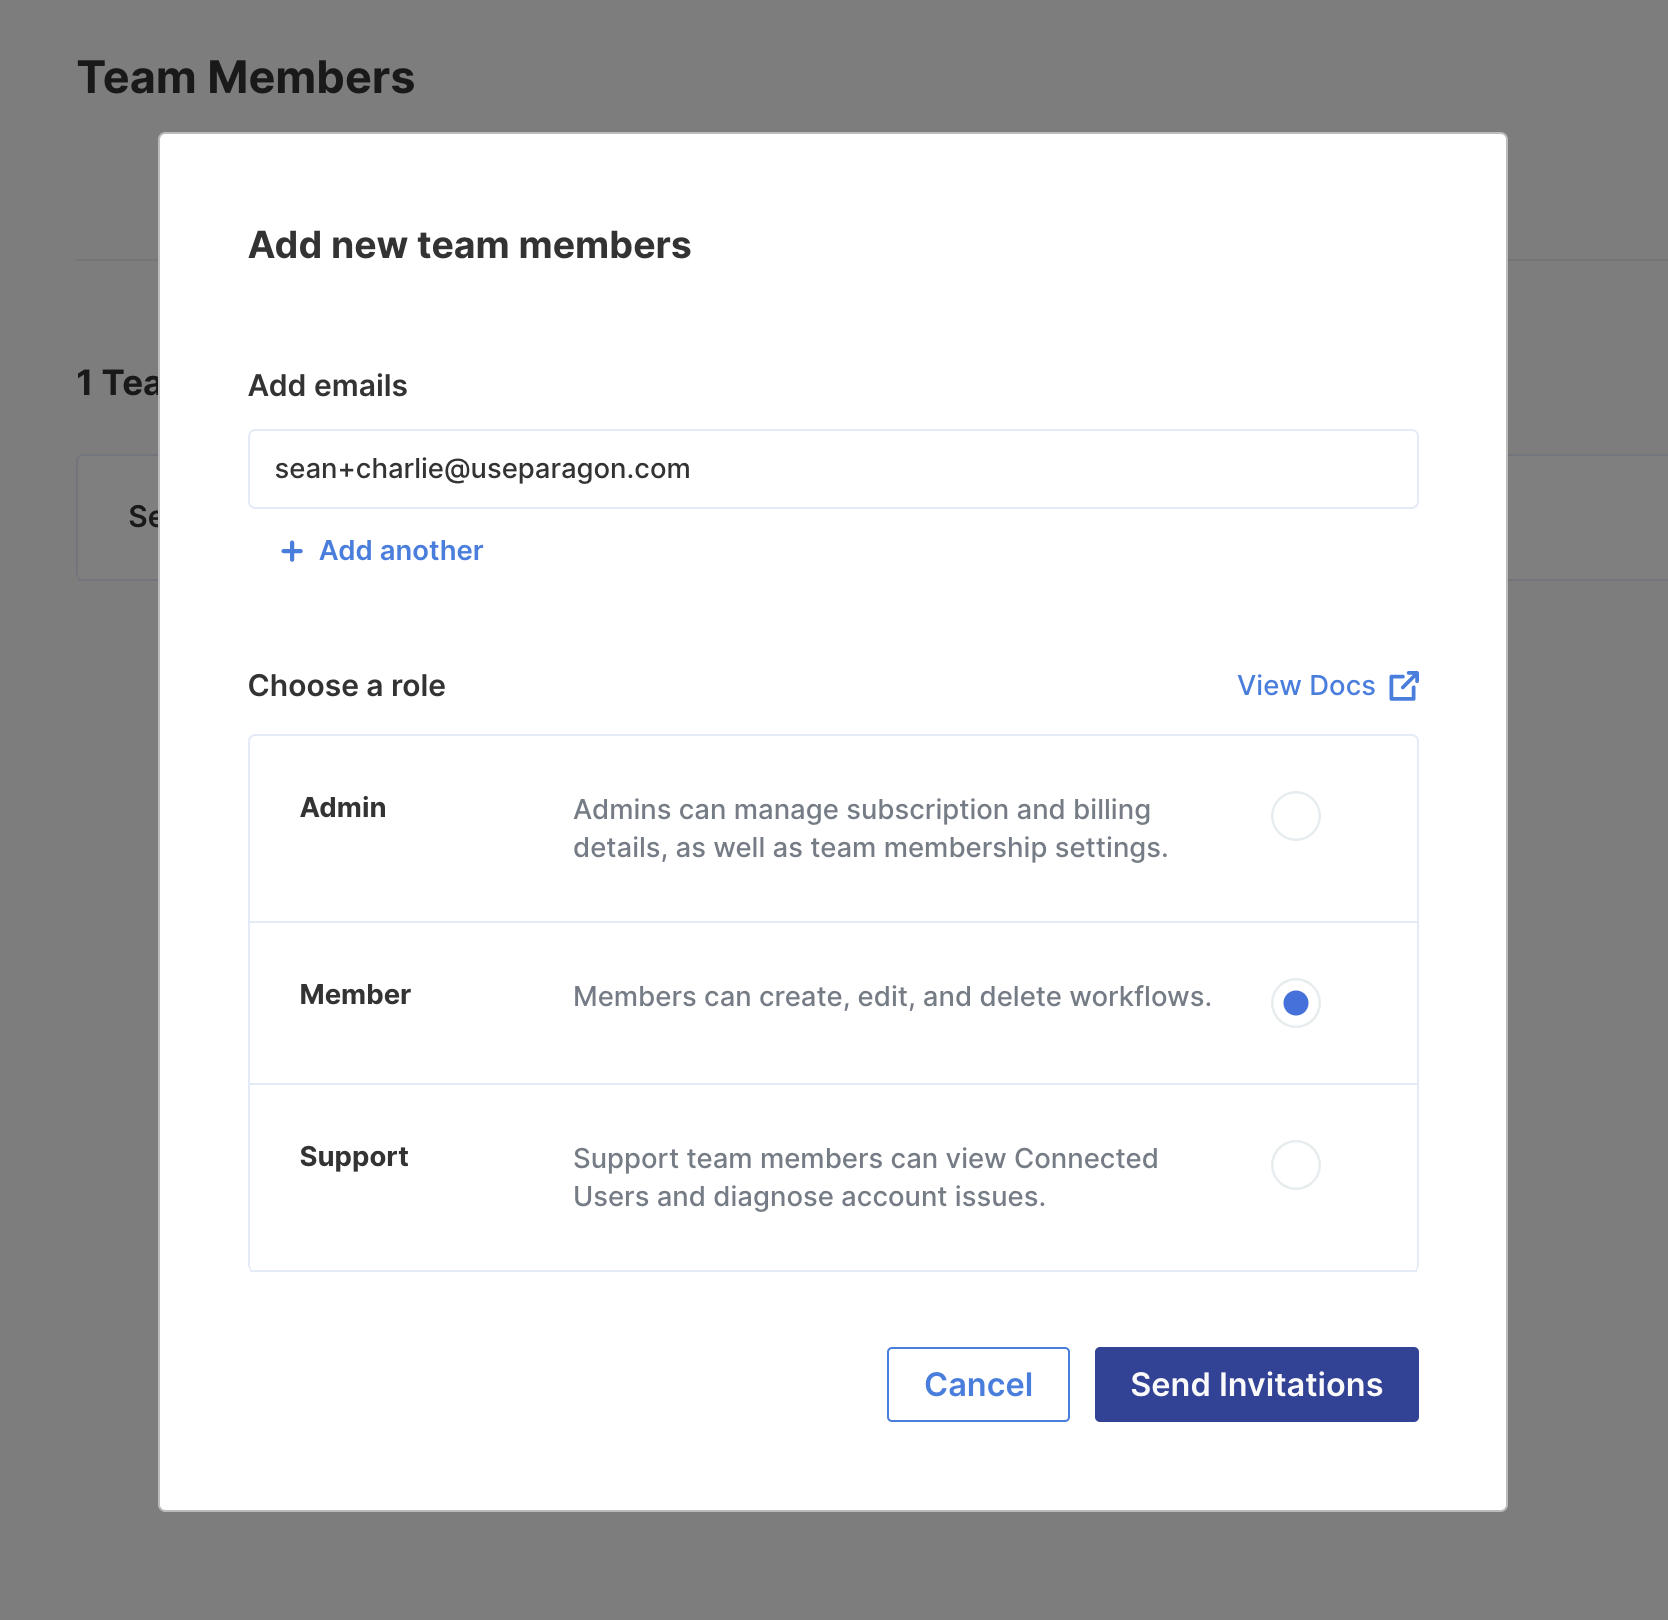 Team Members
Add new team members
1 Tea
Add emails
sean+charlie@useparagon.com
Se
+ Add another
Choose a role
View Docs
Admin
Admins can manage subscription and billing
details, as well as team membership settings.
Member
Members can create, edit, and delete workflows.
Support
Support team members can view Connected
Users and diagnose account issues.
Cancel
Send Invitations